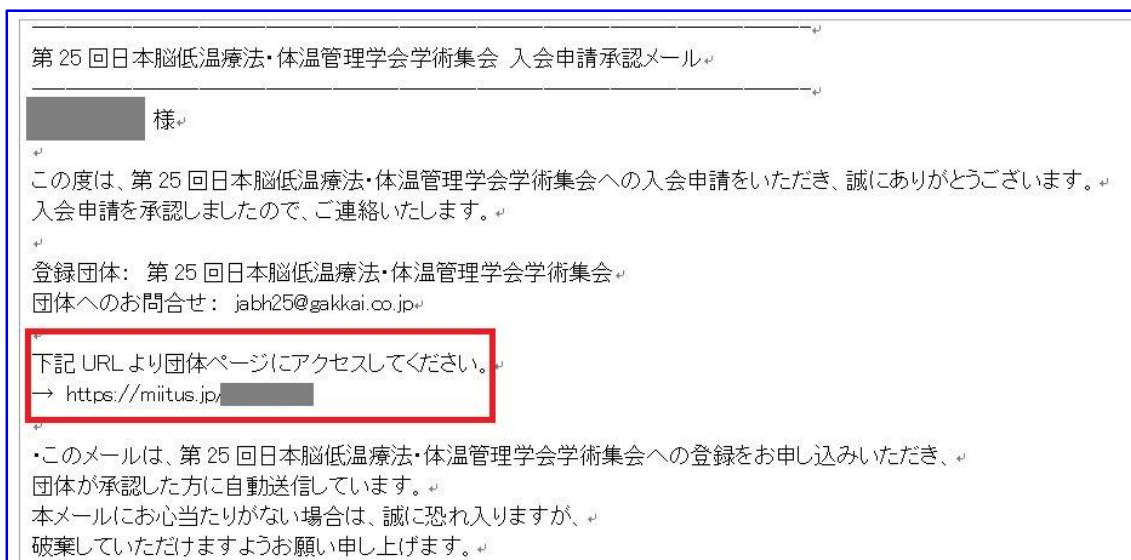 第25回日本脳低温療法・体温管理学会学術集会 入会申請承認メール
様
この度は、第25回日本脳低温療法・体温管理学会学術集会への入会申請をいただき、誠にありがとうございます。
入会申請を承認しましたので、ご連絡いたします。
登録団体： 第25回日本脳低温療法・体温管理学会学術集会
団体へのお問合せ： jabh25@gakkai.co.jp
下記URLより団体ページにアクセスしてください。
→ https://miitus.jp/
・このメールは、第25回日本脳低温療法・体温管理学会学術集会への登録をお申し込みいただき、
団体が承認した方に自動送信しています。
本メールにお心当たりがない場合は、誠に恐れ入りますが、
破棄していただけますようお願い申し上げます。